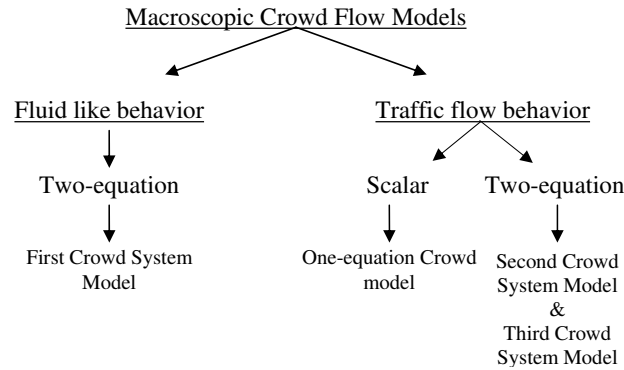 Macroscopic Crowd Flow Models
Fluid like behavior
Traffic flow behavior
Two-equation
Scalar
Two-equation
First Crowd System
Model
One-equation Crowd
model
Second Crowd
System Model
&
Third Crowd
System Model